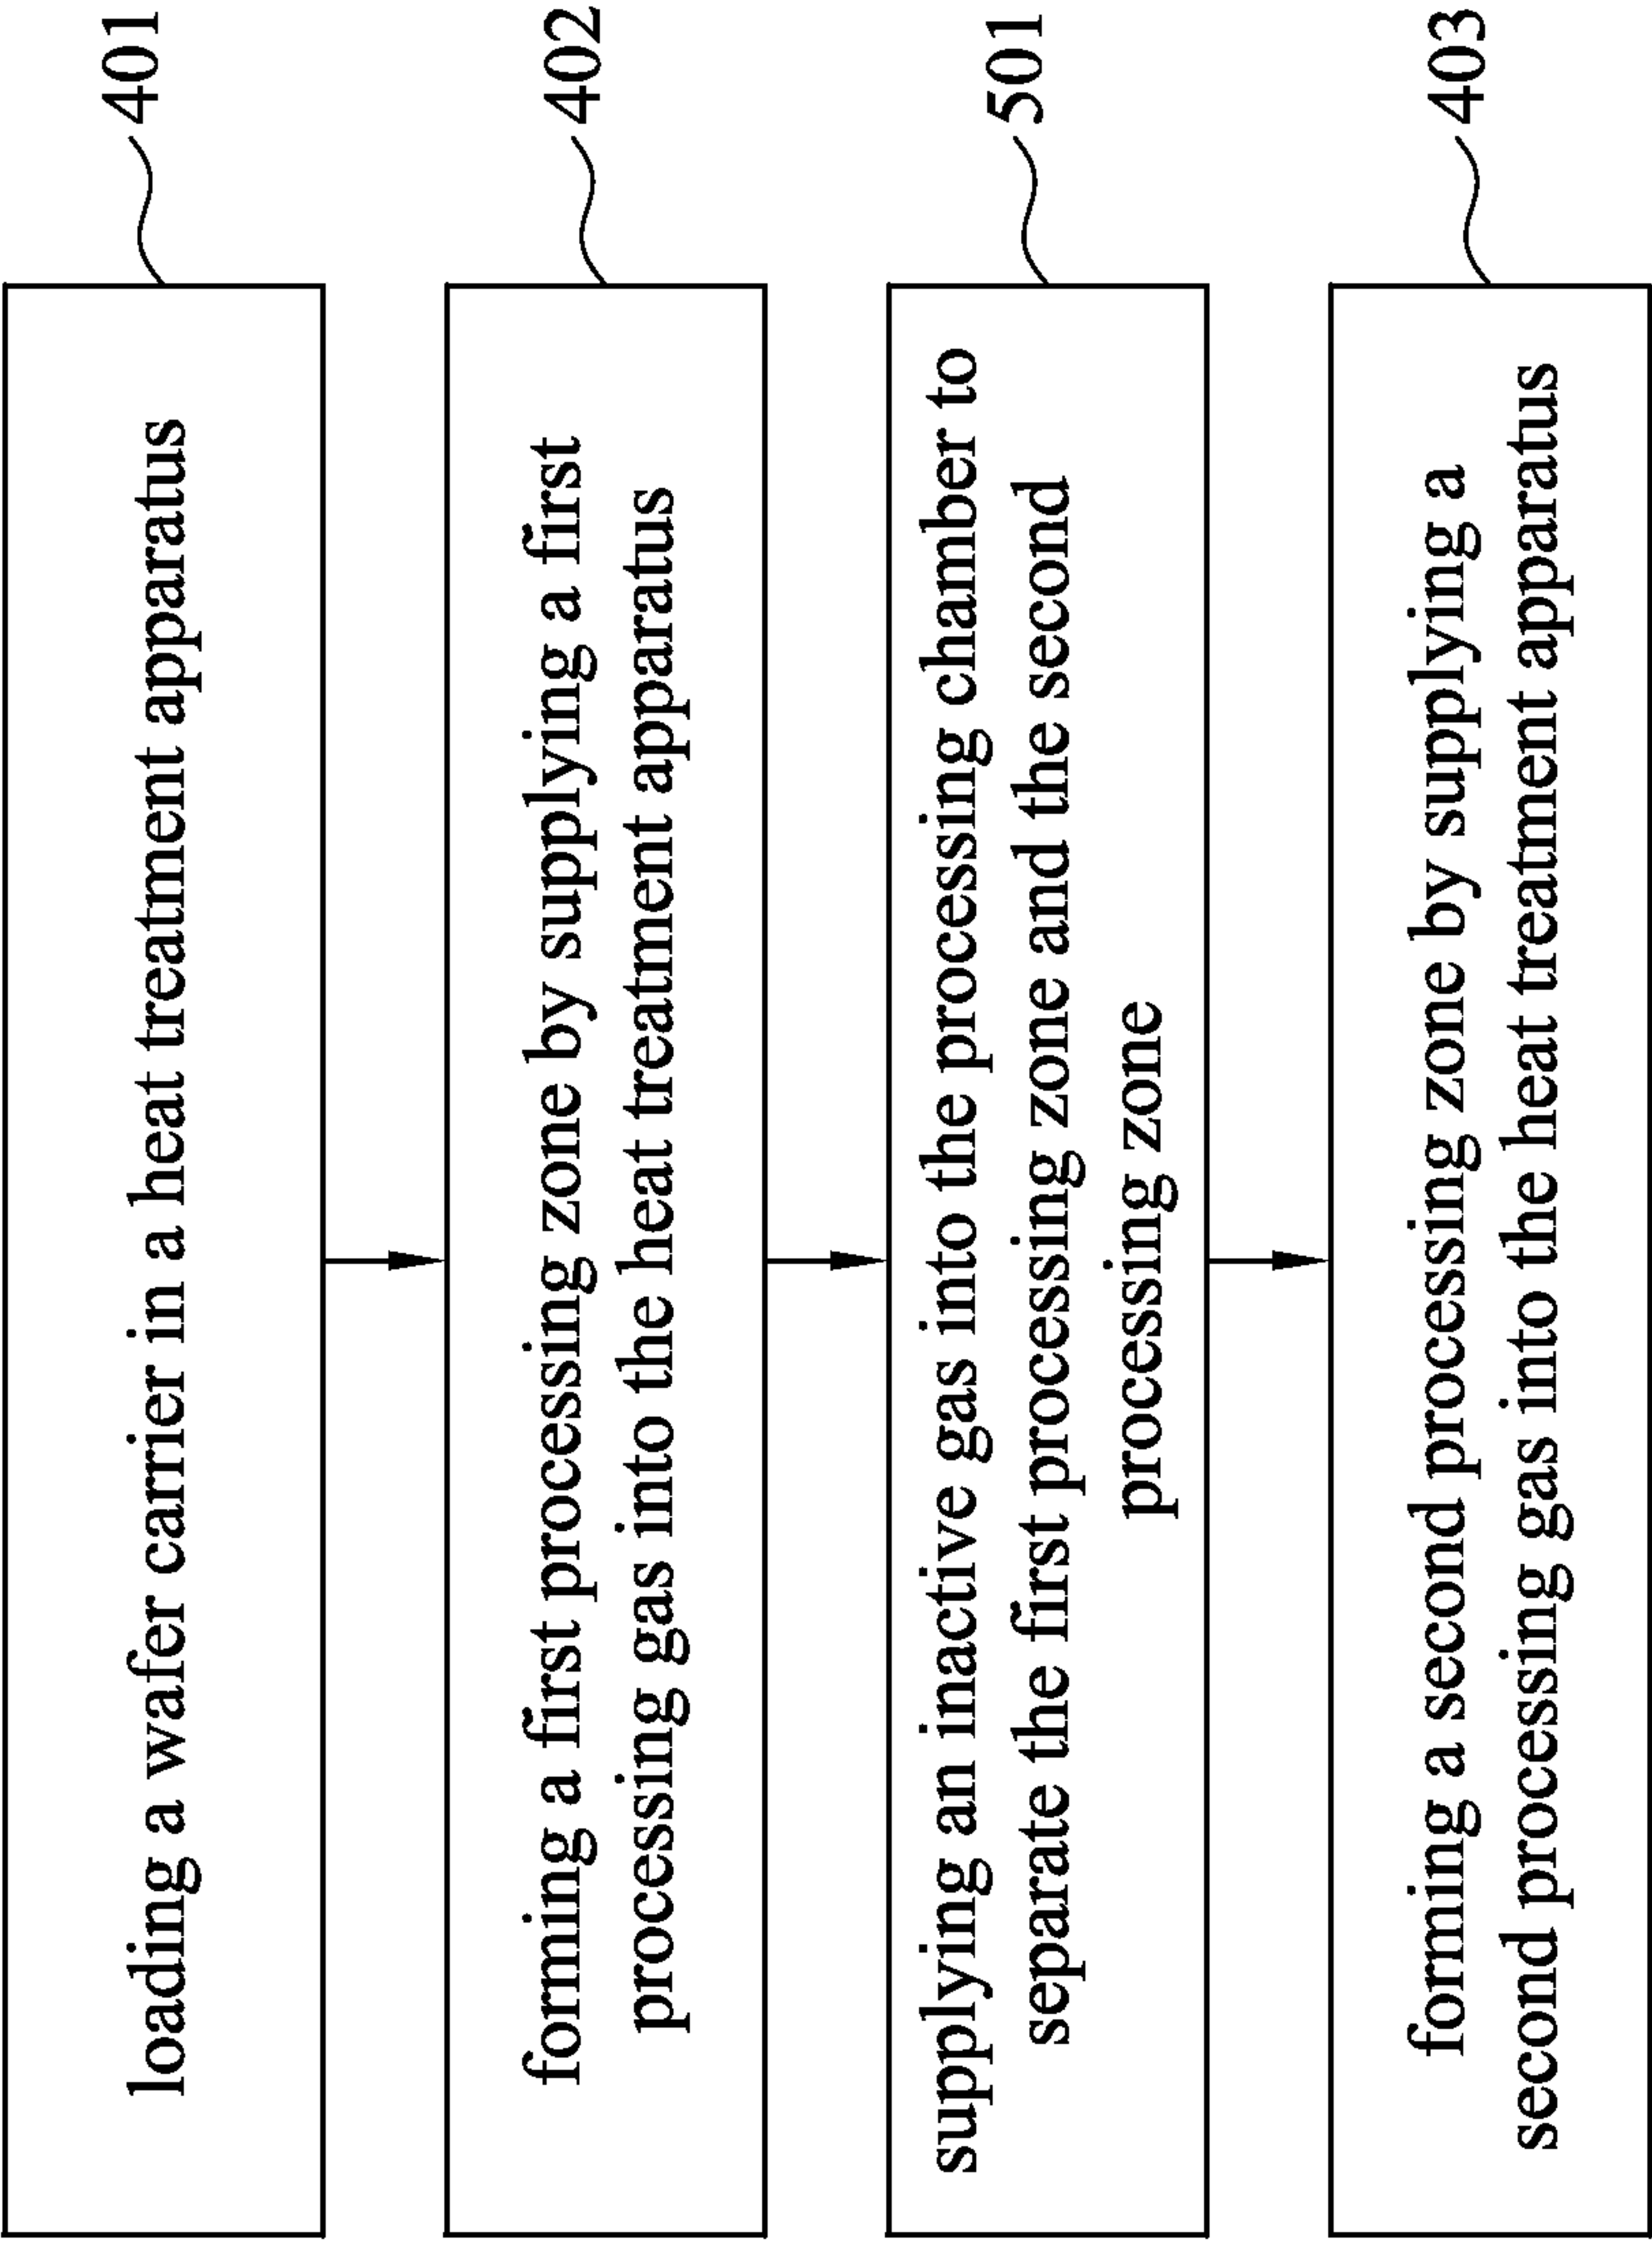 loading a wafer carrier in a heat treatment apparatus
401
forming a first processing zone by supplying a first
processing gas into the heat treatment apparatus
402
supplying an inactive gas into the processing chamber to
separate the first processing zone and the second
processing zone
501
forming a second processing zone by supplying a
second processing gas into the heat treatment apparatus
403